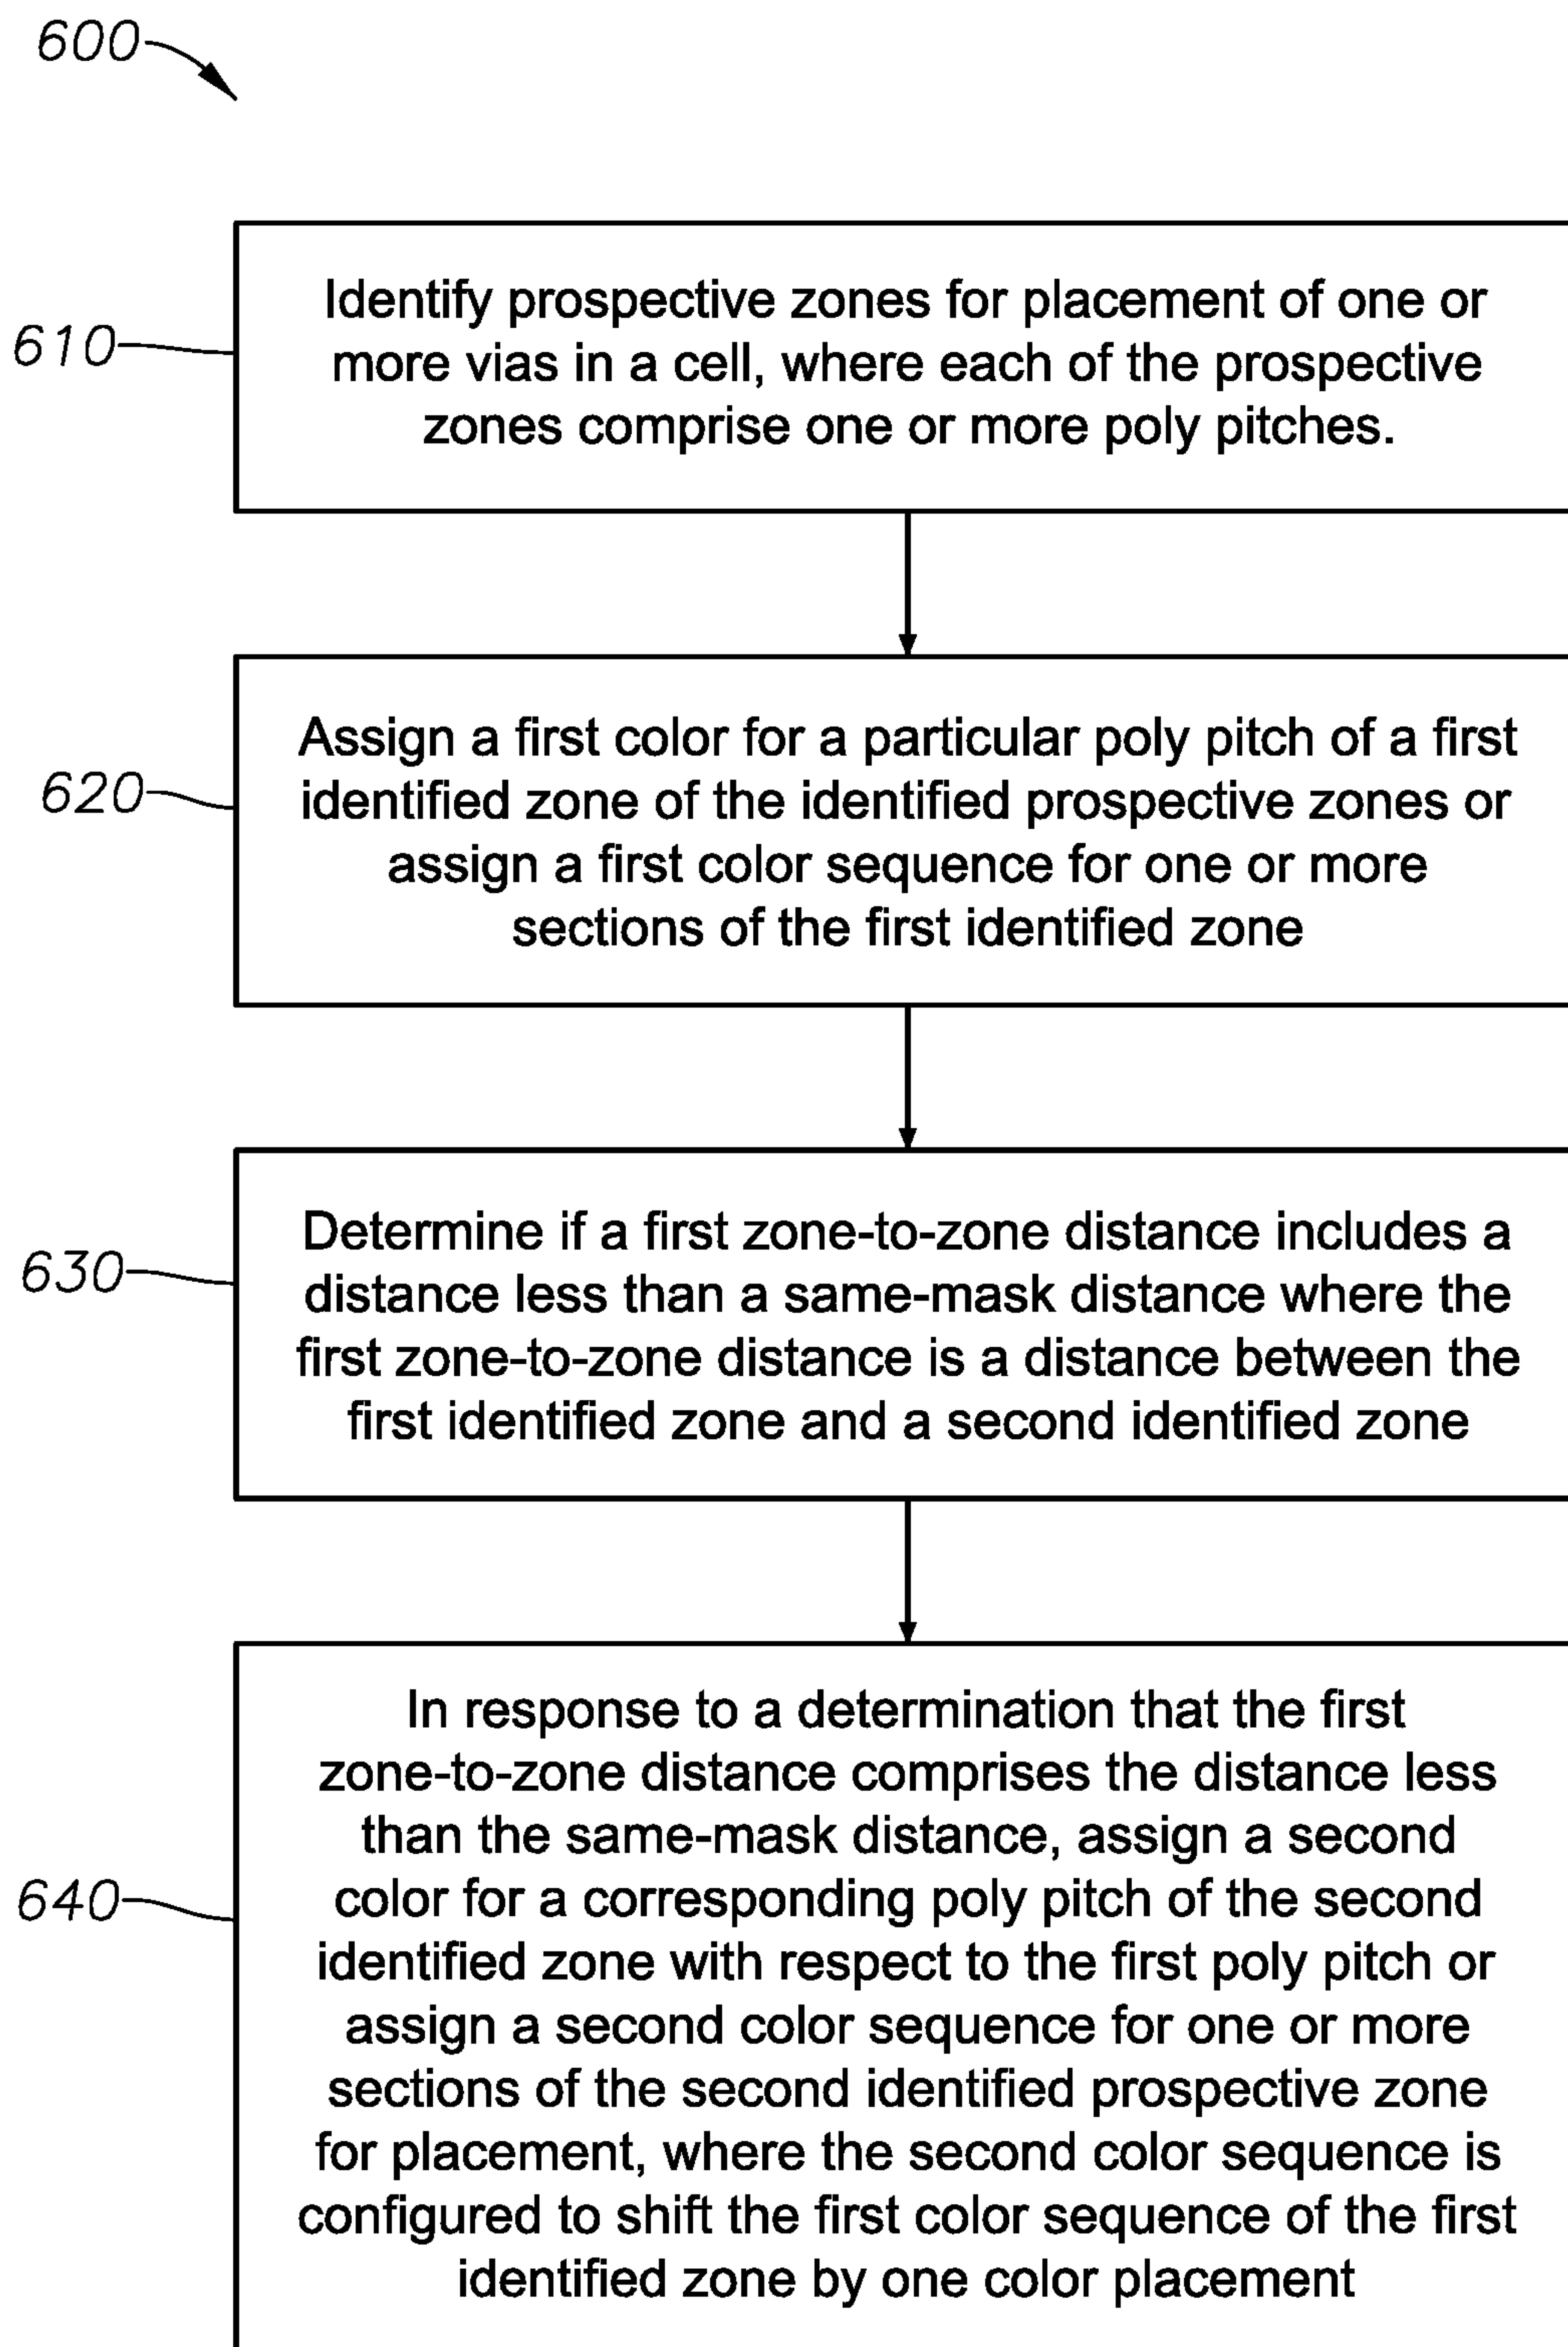 600
610
Identify prospective zones for placement of one or
more vias in a cell, where each of the prospective
zones comprise one or more poly pitches.
620
Assign a first color for a particular poly pitch of a first
identified zone of the identified prospective zones or
assign a first color sequence for one or more
sections of the first identified zone
630
Determine if a first zone-to-zone distance includes a
distance less than a same-mask distance where the
first zone-to-zone distance is a distance between the
first identified zone and a second identified zone
640
In response to a determination that the first
zone-to-zone distance comprises the distance less
than the same-mask distance, assign a second
color for a corresponding poly pitch of the second
identified zone with respect to the first poly pitch or
assign a second color sequence for one or more
sections of the second identified prospective zone
for placement, where the second color sequence is
configured to shift the first color sequence of the first
identified zone by one color placement